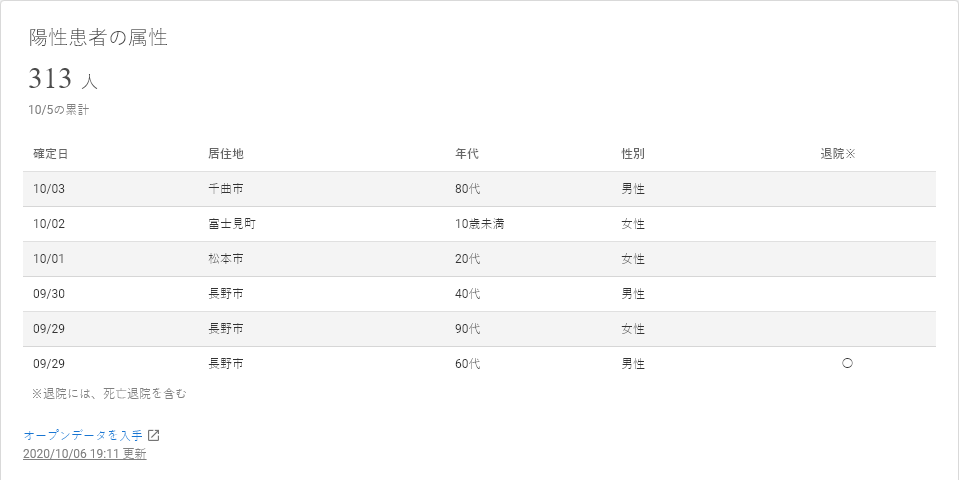 陽性患者の属性
313 人
10/5の累計
確定日 居住地 年代 性別 退院※
10/03 千曲市 80代 男性
10/02 富士見町 10歳未満 女性
10/01 松本市 20代 女性
09/30 長野市 40代 男性
09/29 長野市 90代 女性
09/29 長野市 60代 男性 ○
※退院には、死亡退院を含む
オープンデータを入手
2020/10/06 19:11 更新